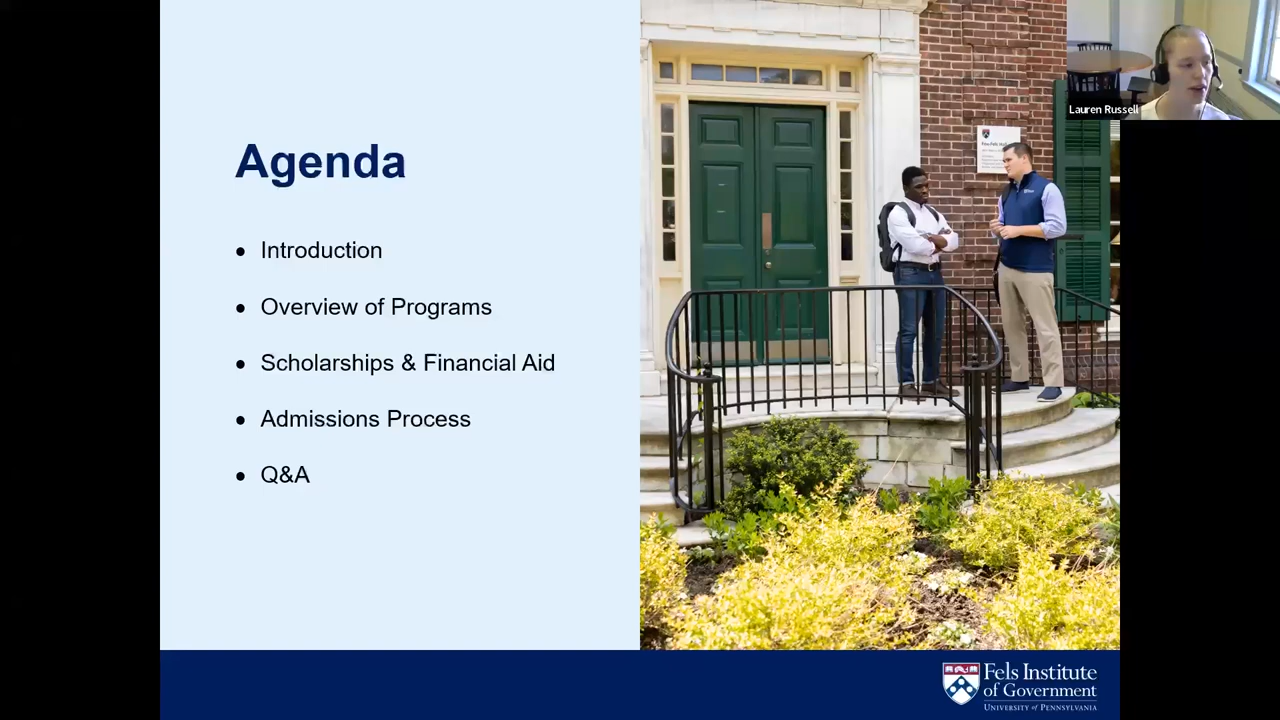 Agenda
Introduction
Overview of Programs
Scholarships & Financial Aid
Admissions Process
Q&A
Lauren Russell
Fels Institute
of Government
UNIVERSITY of PENNSYLVANIA